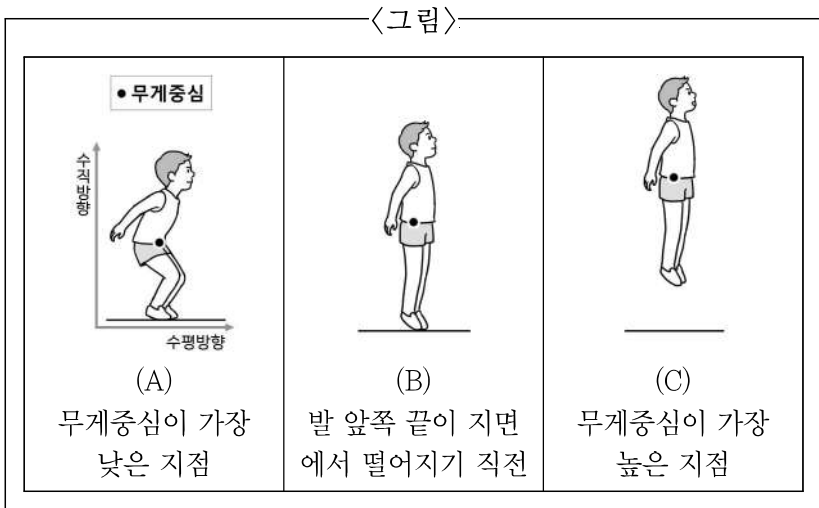 〈그림〉
• 무게중심
수직방향
수평방향
(A)
무게중심이 가장
낮은 지점
(B)
발 앞쪽 끝이 지면
에서 떨어지기 직전
(C)
무게중심이 가장
높은 지점